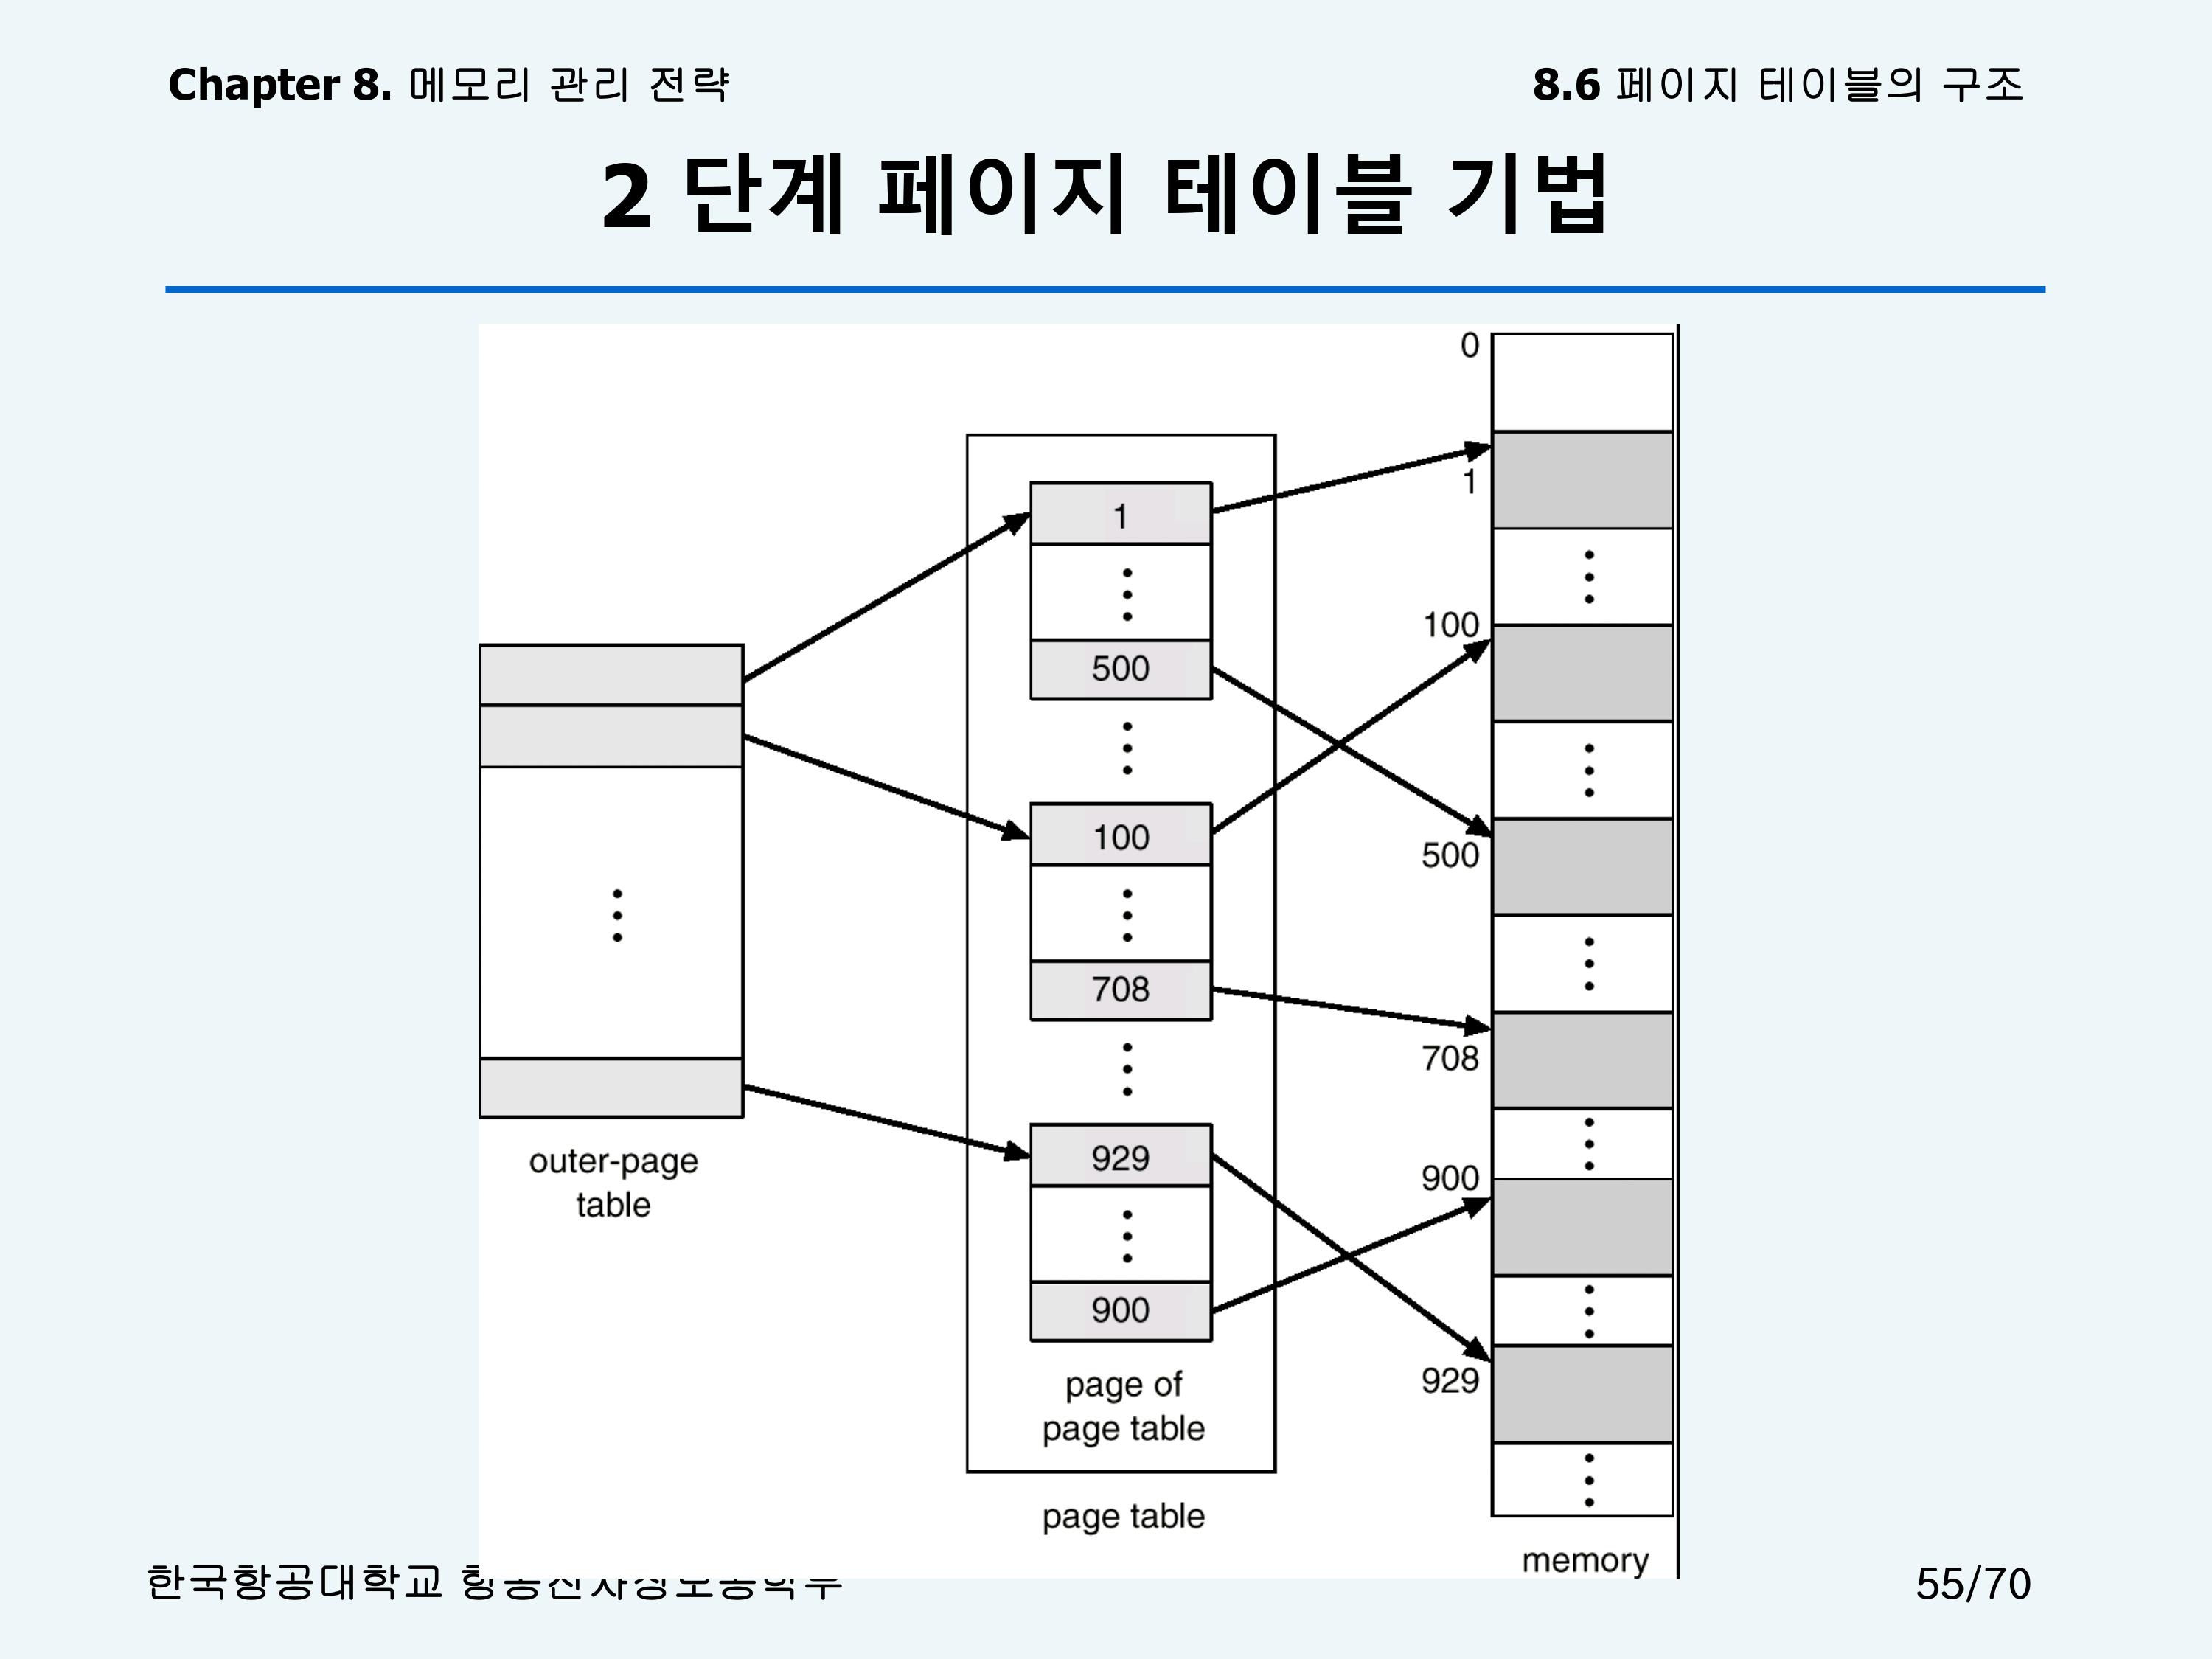 Chapter 8. 메모리 관리 전략
8.6 페이지 테이블의 구조
2 단계 페이지 테이블 기법
0
1
1
500
100
100
500
708
708
929
900
900
929
outer-page
table
page of
page table
page table
memory
한국항공대학교
55/70